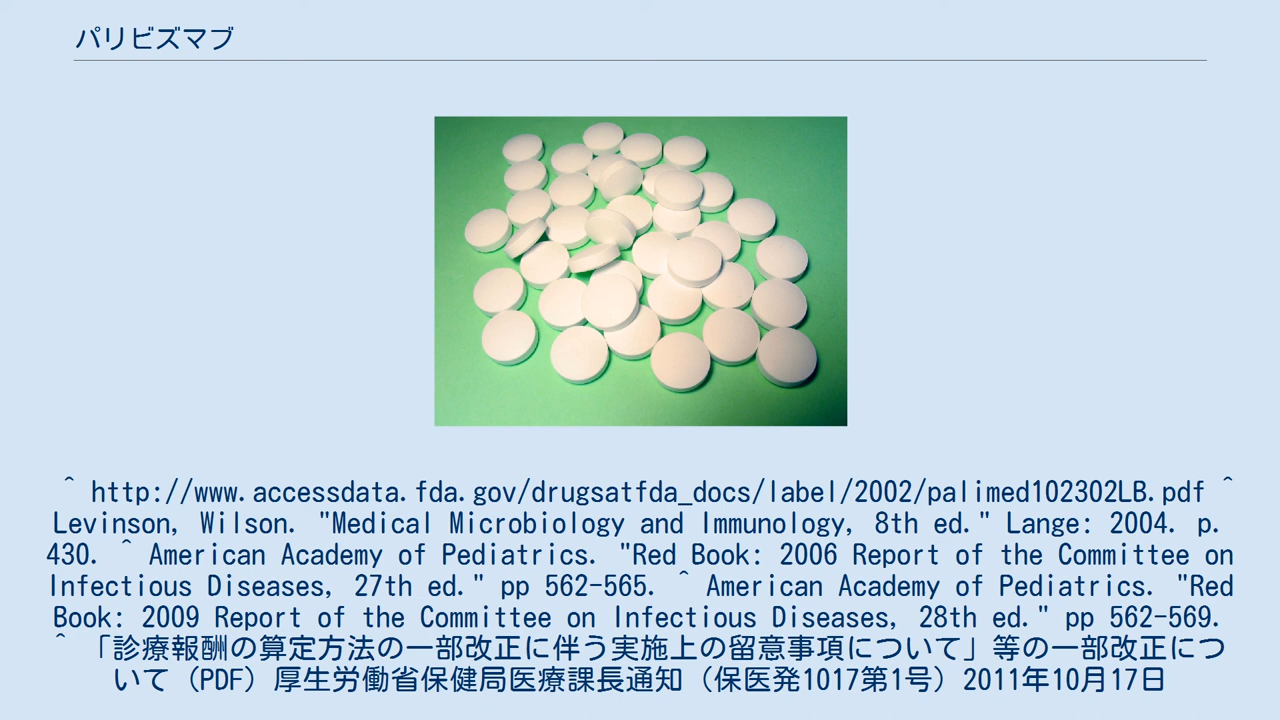 パリビズマブ
^ http://www.accessdata.fda.gov/drugsatfda_docs/label/2002/palimed102302LB.pdf ^
Levinson, Wilson. "Medical Microbiology and Immunology, 8th ed." Lange: 2004. p.
430. ^ American Academy of Pediatrics. "Red Book: 2006 Report of the Committee on
Infectious Diseases, 27th ed." pp 562-565. ^ American Academy of Pediatrics. "Red
Book: 2009 Report of the Committee on Infectious Diseases, 28th ed." pp 562-569.
^ 「診療報酬の算定方法の一部改正に伴う実施上の留意事項について」等の一部改正につ
いて（PDF）厚生労働省保健局医療課長通知（保医発1017第1号）2011年10月17日